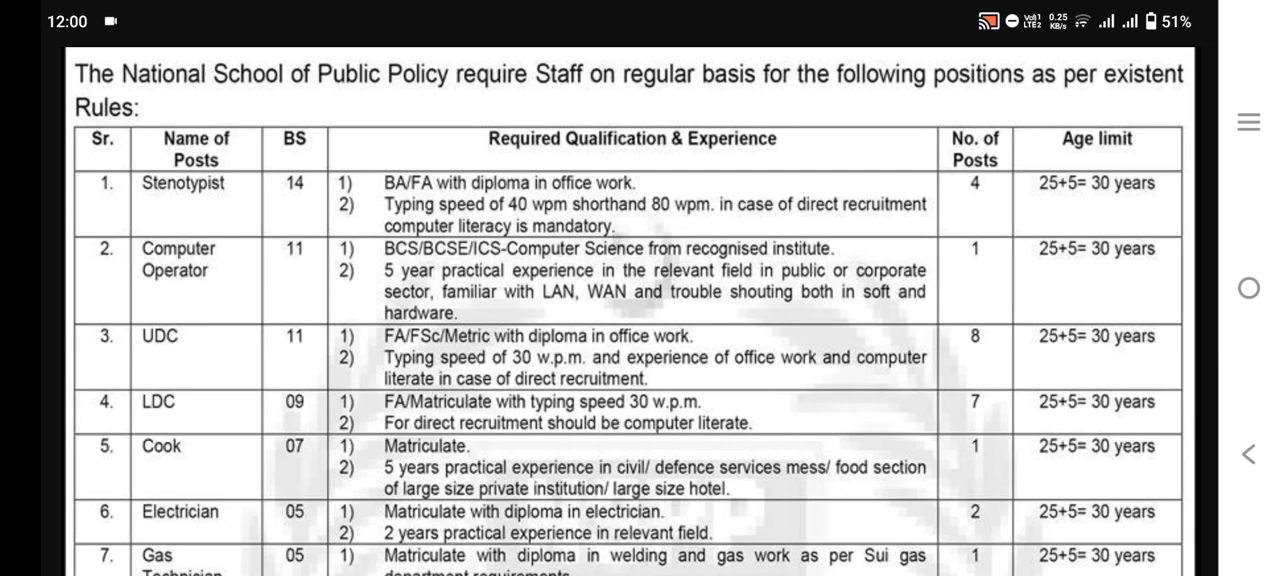 12:00
Vo)) 1 LTE2 0.25 KB/s 51%
The National School of Public Policy require Staff on regular basis for the following positions as per existent
Rules:
Sr. Name of Posts BS Required Qualification & Experience No. of Posts Age limit
1. Stenotypist 14 1) BA/FA with diploma in office work. 4 25+5= 30 years
2) Typing speed of 40 wpm shorthand 80 wpm. in case of direct recruitment
computer literacy is mandatory.
2. Computer Operator 11 1) BCS/BCSE/ICS-Computer Science from recognised institute. 1 25+5= 30 years
2) 5 year practical experience in the relevant field in public or corporate
sector, familiar with LAN, WAN and trouble shouting both in soft and
hardware.
3. UDC 11 1) FA/FSc/Metric with diploma in office work. 8 25+5= 30 years
2) Typing speed of 30 w.p.m. and experience of office work and computer
literate in case of direct recruitment.
4. LDC 09 1) FA/Matriculate with typing speed 30 w.p.m. 7 25+5= 30 years
2) For direct recruitment should be computer literate.
5. Cook 07 1) Matriculate. 1 25+5= 30 years
2) 5 years practical experience in civil/ defence services mess/ food section
of large size private institution/ large size hotel.
6. Electrician 05 1) Matriculate with diploma in electrician. 2 25+5= 30 years
2) 2 years practical experience in relevant field.
7. Gas 05 1) Matriculate with diploma in welding and gas work as per Sui gas 1 25+5= 30 years
Technician department requirements.